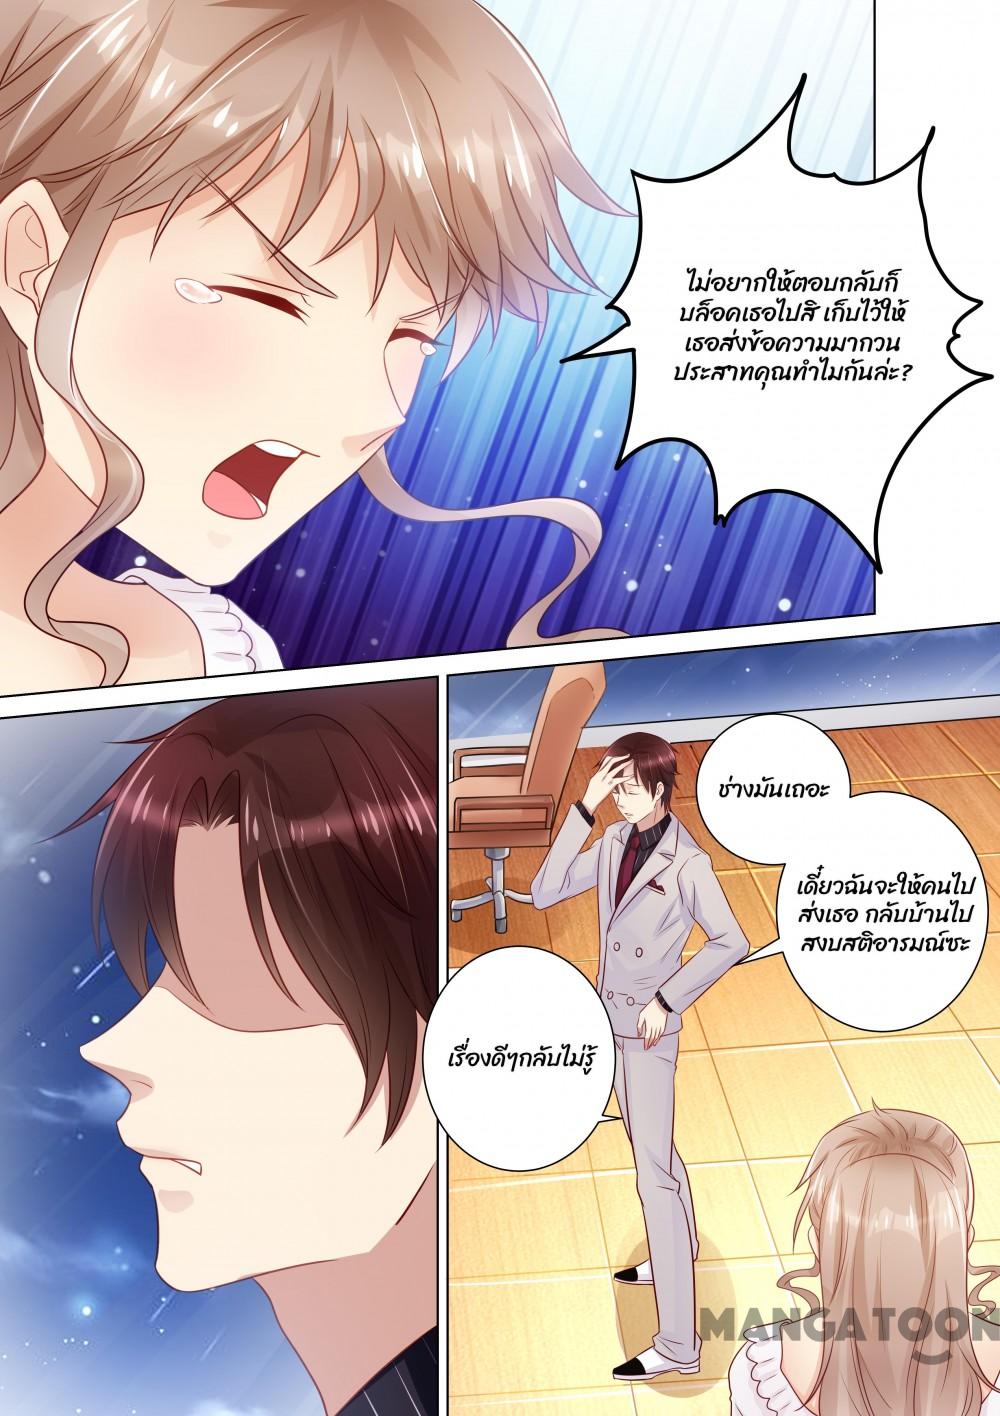 ไม่อยากให้ตอบกลับก็
บล็อคเธอไปสิ เก็บไว้ให้
เธอส่งข้อความมากวน
ประสาทคุณทำไมกันล่ะ?
ช่างมันเถอะ
เดี๋ยวฉันจะให้คนไป
ส่งเธอ กลับบ้านไป
สงบสติอารมณ์ซะ
เรื่องดีๆกลับไม่รู้
MANGATOON